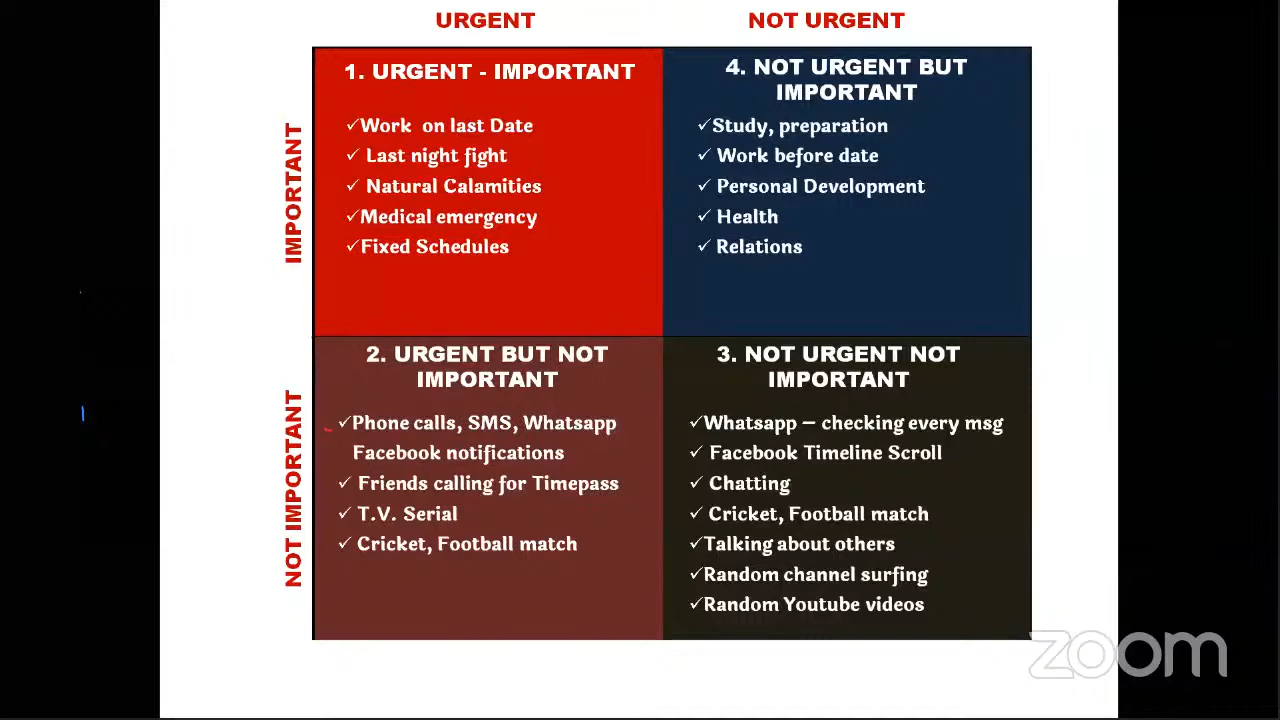 URGENT
NOT URGENT
IMPORTANT
1. URGENT - IMPORTANT
✓Work on last Date
✓ Last night fight
✓ Natural Calamities
✓Medical emergency
✓Fixed Schedules
4. NOT URGENT BUT
IMPORTANT
✓Study, preparation
✓ Work before date
✓ Personal Development
✓ Health
✓ Relations
NOT IMPORTANT
2. URGENT BUT NOT
IMPORTANT
✓Phone calls, SMS, Whatsapp
Facebook notifications
✓ Friends calling for Timepass
✓ T.V. Serial
✓ Cricket, Football match
3. NOT URGENT NOT
IMPORTANT
✓Whatsapp – checking every msg
✓ Facebook Timeline Scroll
✓ Chatting
✓ Cricket, Football match
✓Talking about others
✓Random channel surfing
✓Random Youtube videos
zoom